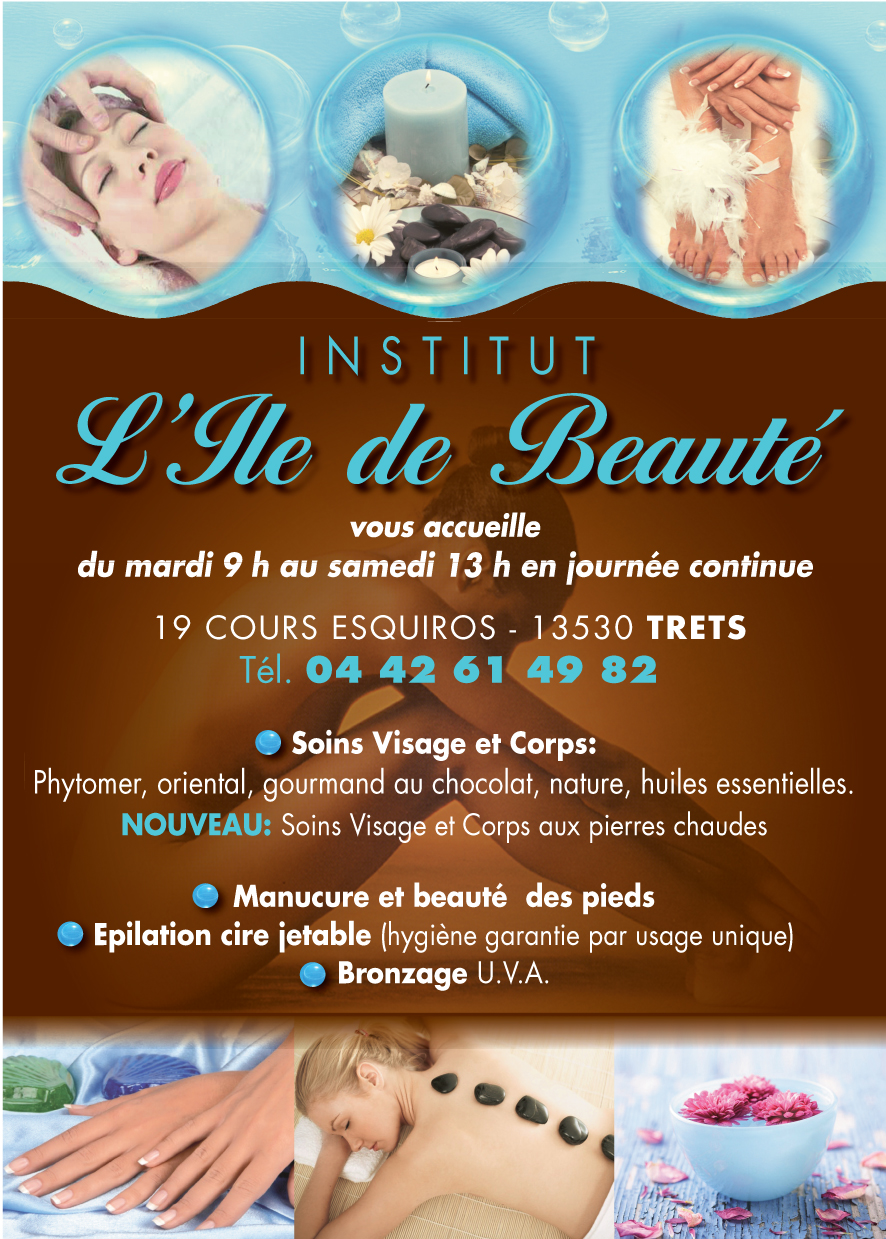 INSTITUT
L'Ile de Beauté
vous accueille
du mardi 9 h au samedi 13 h en journée continue
19 COURS ESQUIROS - 13530 TRETS
Tél. 04 42 61 49 82
Soins Visage et Corps:
Phytomer, oriental, gourmand au chocolat, nature, huiles essentielles.
NOUVEAU: Soins Visage et Corps aux pierres chaudes
Manucure et beauté des pieds
Epilation cire jetable (hygiène garantie par usage unique)
Bronzage U.V.A.